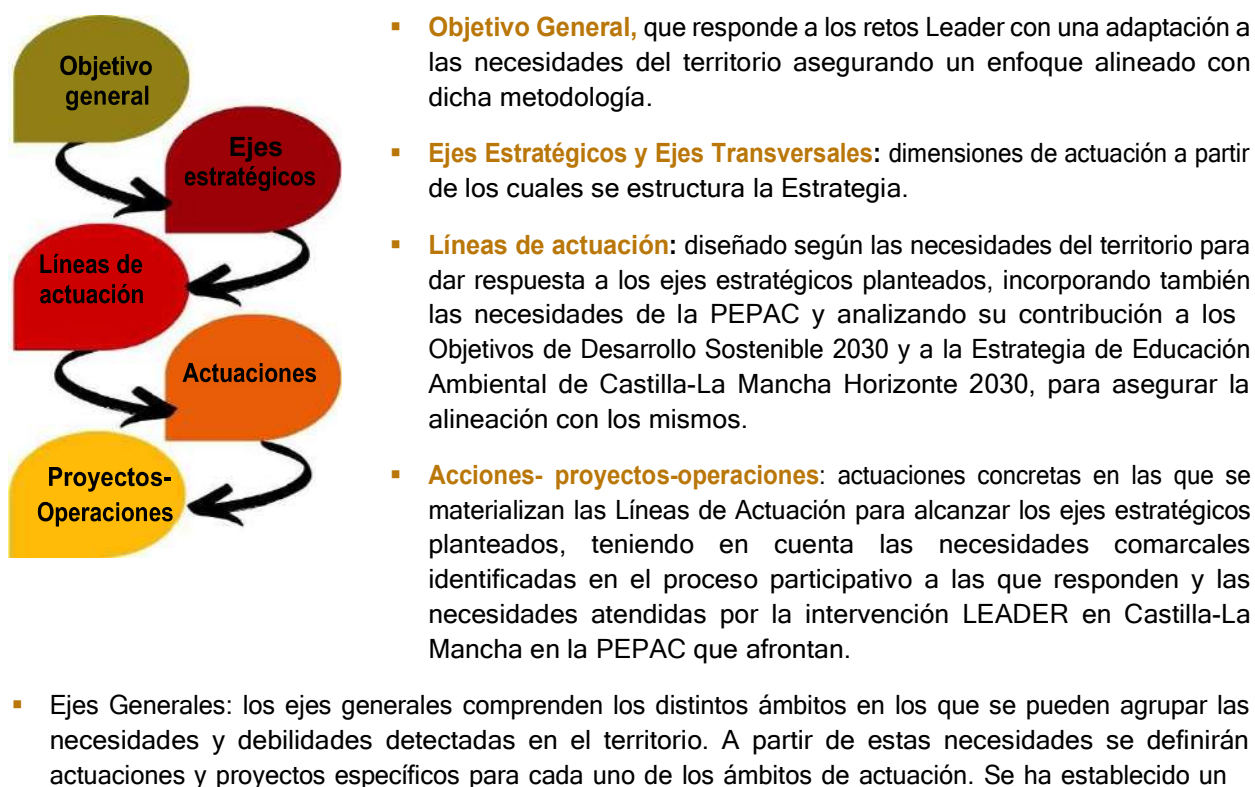 Objetivo
general
Ejes
estratégicos
Líneas de
actuación
Actuaciones
Proyectos-
Operaciones
▪ Objetivo General, que responde a los retos Leader con una adaptación a
las necesidades del territorio asegurando un enfoque alineado con
dicha metodología.
▪ Ejes Estratégicos y Ejes Transversales: dimensiones de actuación a partir
de los cuales se estructura la Estrategia.
▪ Líneas de actuación: diseñado según las necesidades del territorio para
dar respuesta a los ejes estratégicos planteados, incorporando también
las necesidades de la PEPAC y analizando su contribución a los
Objetivos de Desarrollo Sostenible 2030 y a la Estrategia de Educación
Ambiental de Castilla-La Mancha Horizonte 2030, para asegurar la
alineación con los mismos.
▪ Acciones- proyectos-operaciones: actuaciones concretas en las que se
materializan las Líneas de Actuación para alcanzar los ejes estratégicos
planteados, teniendo en cuenta las necesidades comarcales
identificadas en el proceso participativo a las que responden y las
necesidades atendidas por la intervención LEADER en Castilla-La
Mancha en la PEPAC que afrontan.
▪ Ejes Generales: los ejes generales comprenden los distintos ámbitos en los que se pueden agrupar las
necesidades y debilidades detectadas en el territorio. A partir de estas necesidades se definirán
actuaciones y proyectos específicos para cada uno de los ámbitos de actuación. Se ha establecido un